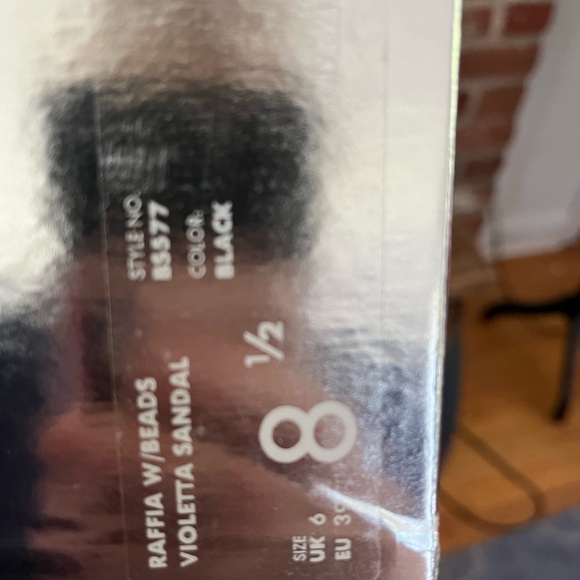 RAFFIA W/BEADS
VIOLETTA SANDAL
STYLE NO.
BS577
COLOR:
BLACK
SIZE
UK 6
EU
8 1/2